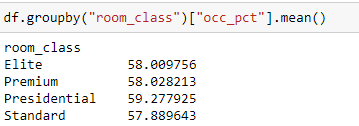 df.groupby("room_class")["occ_pct"].mean()
room_class
Elite 58.009756
Premium 58.028213
Presidential 59.277925
Standard 57.889643